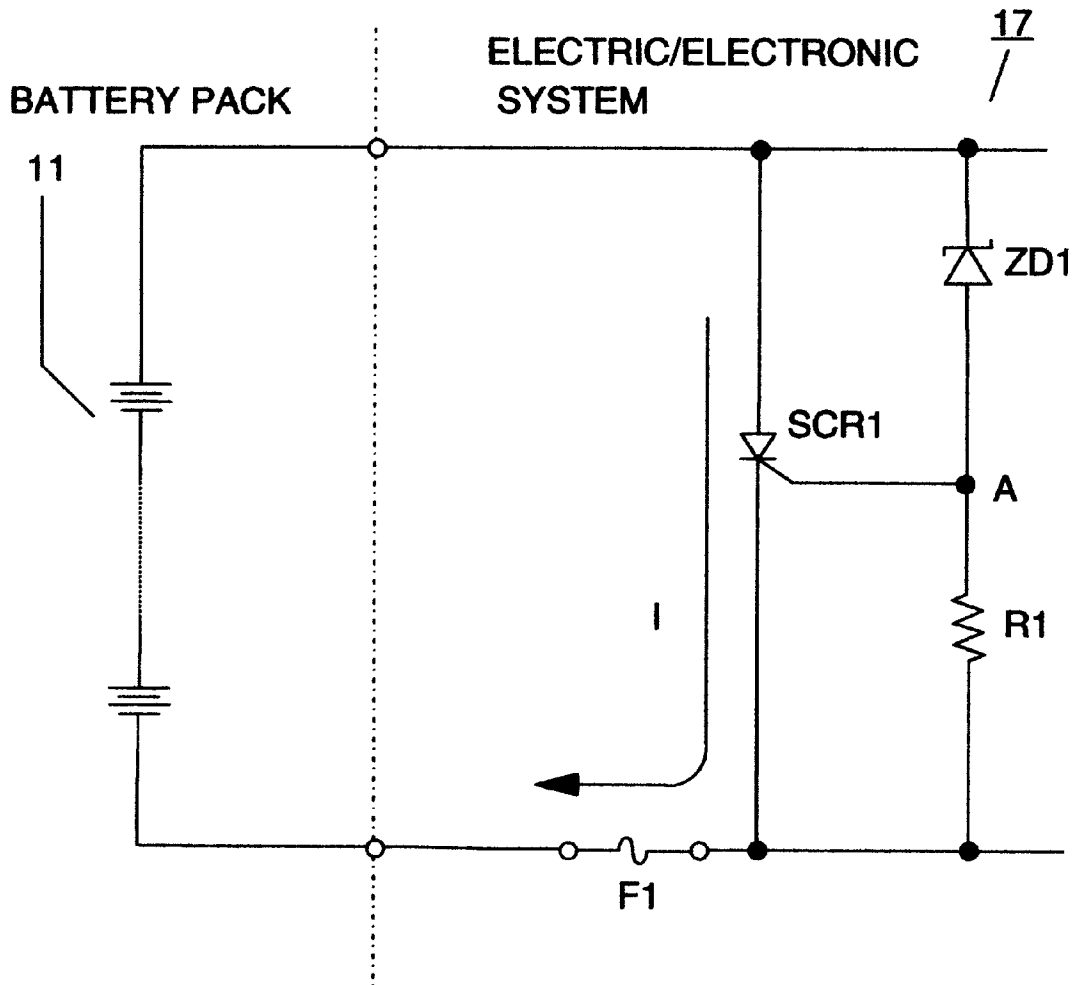 17
ELECTRIC/ELECTRONIC
SYSTEM
BATTERY PACK
11
ZD1
SCR1
A
I
R1
F1